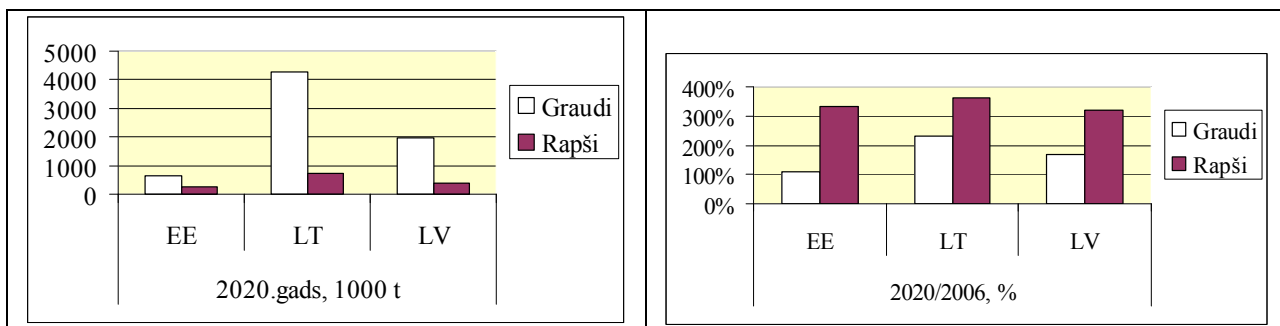 5000
4000
3000
2000
1000
0
EE LT LV
2020.gads, 1000 t
Graudi
Rapši
400%
300%
200%
100%
0%
EE LT LV
2020/2006, %
Graudi
Rapši